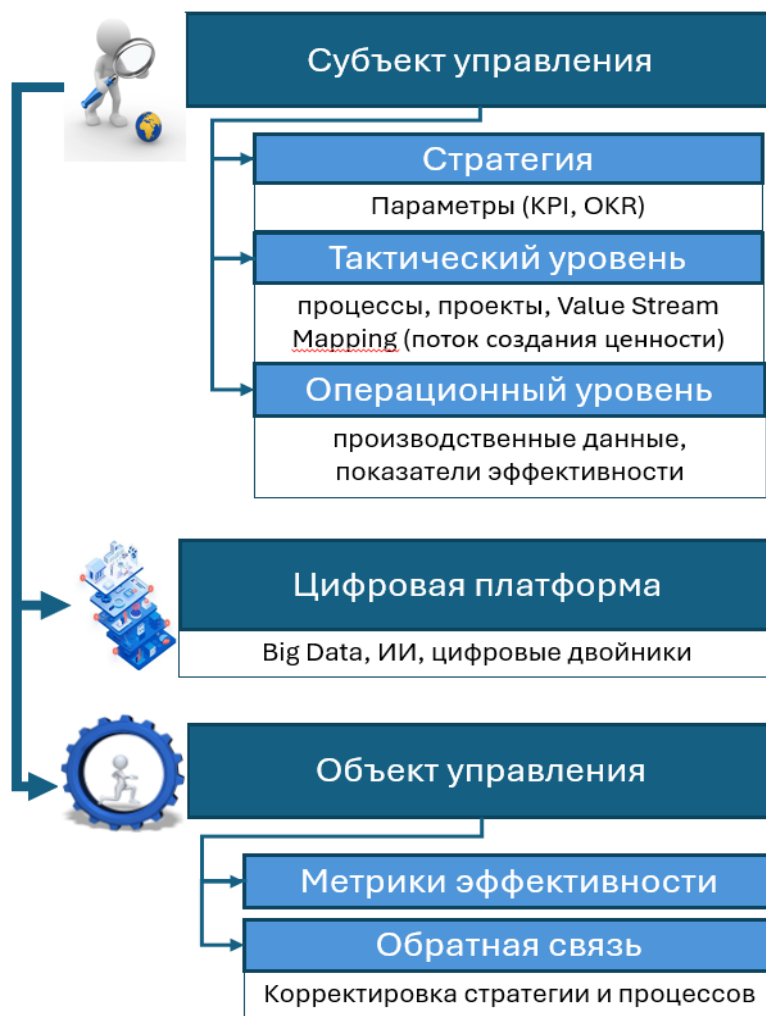 Субъект управления
Стратегия
Параметры (KPI, OKR)
Тактический уровень
процессы, проекты, Value Stream
Mapping (поток создания ценности)
Операционный уровень
производственные данные,
показатели эффективности
Цифровая платформа
Big Data, ИИ, цифровые двойники
Объект управления
Метрики эффективности
Обратная связь
Корректировка стратегии и процессов